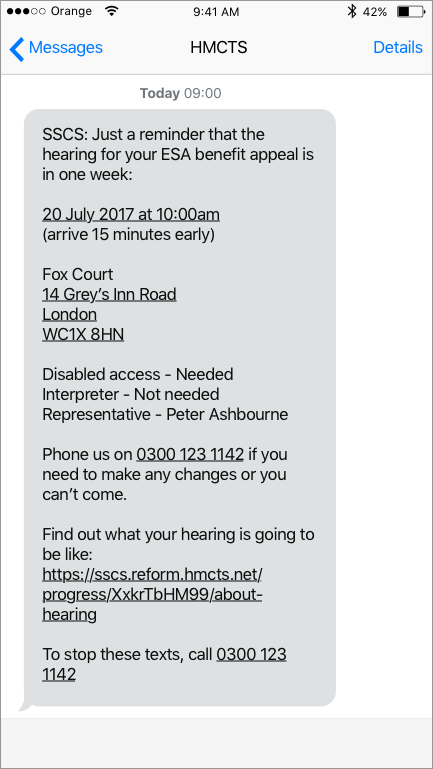 Orange 9:41 AM 42%
Messages HMCTS Details
Today 09:00
SSCS: Just a reminder that the
hearing for your ESA benefit appeal is
in one week:
20 July 2017 at 10:00am
(arrive 15 minutes early)
Fox Court
14 Grey’s Inn Road
London
WC1X 8HN
Disabled access - Needed
Interpreter - Not needed
Representative - Peter Ashbourne
Phone us on 0300 123 1142 if you
need to make any changes or you
can’t come.
Find out what your hearing is going to
be like:
https://sscs.reform.hmcts.net/
progress/XxkrTbHM99/about-
hearing
To stop these texts, call 0300 123
1142